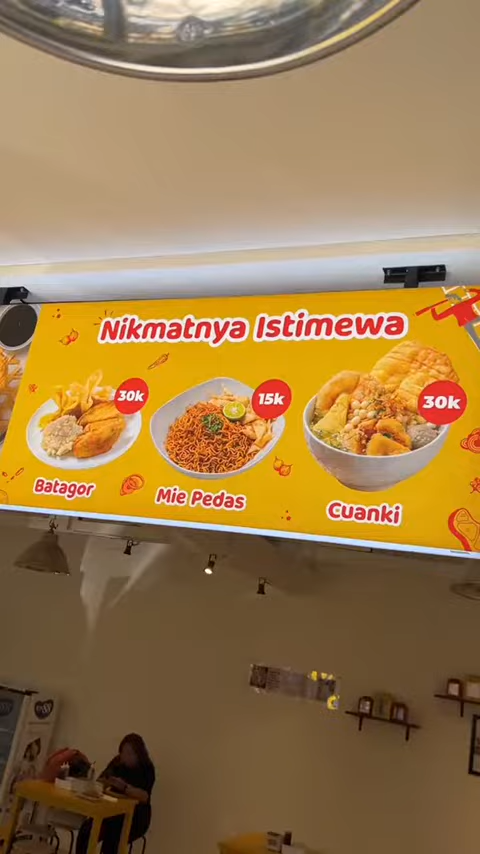 Nikmatnya Istimewa
30k
15k
30k
Batagor
Mie Pedas
Cuanki